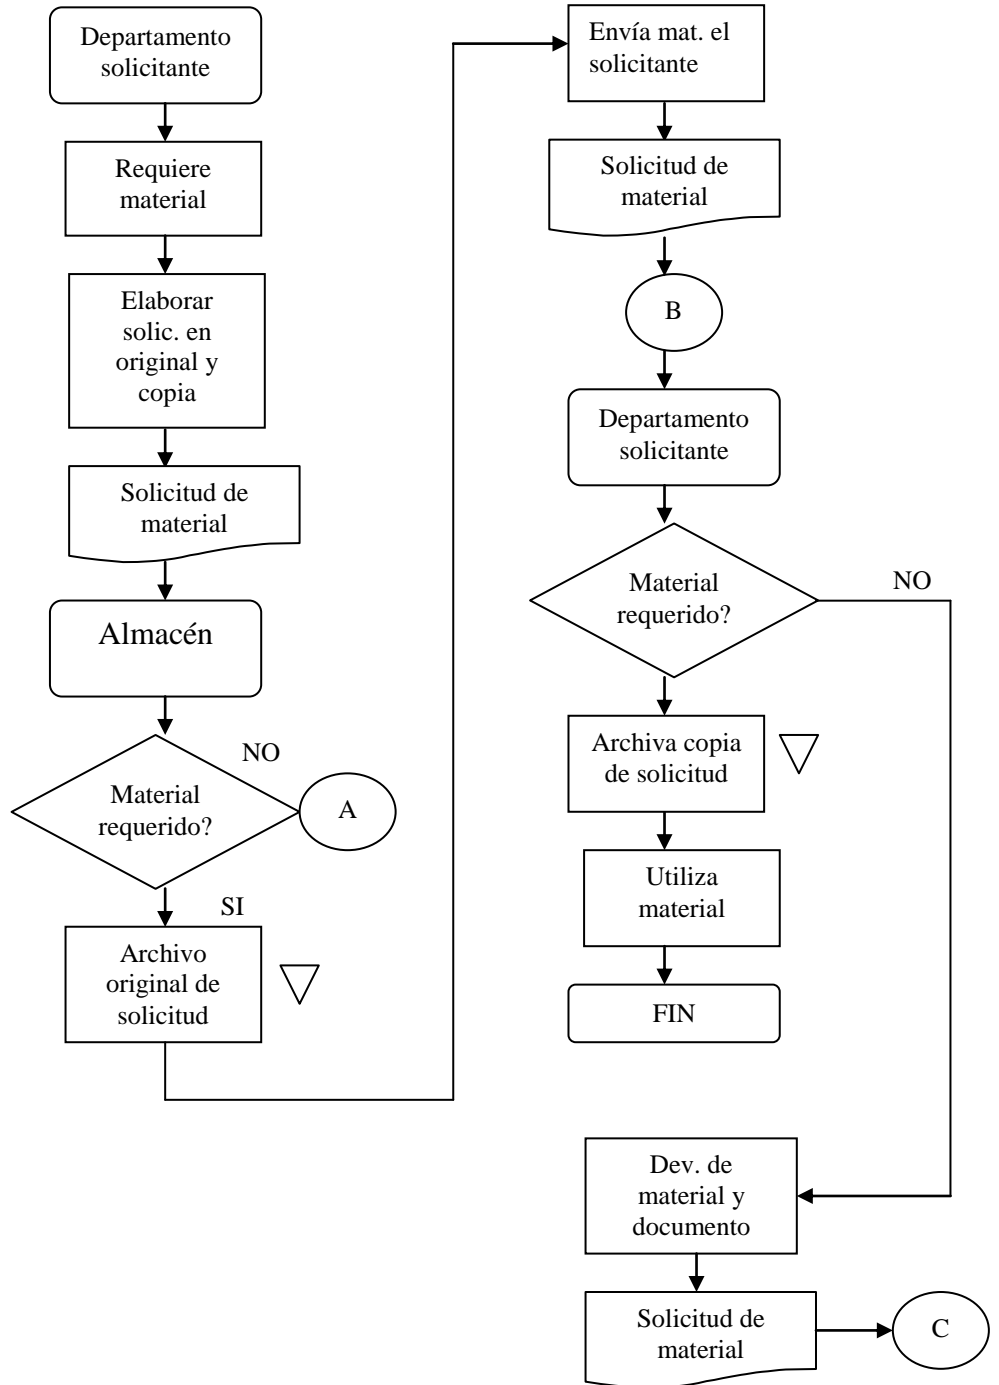 Departamento
solicitante
Requiere
material
Elaborar
solic. en
original y
copia
Solicitud de
material
Almacén
NO
Material
requerido?
A
SI
Archivo
original de
solicitud
Envía mat. el
solicitante
Solicitud de
material
B
Departamento
solicitante
Material
requerido?
NO
Archiva copia
de solicitud
Utiliza
material
FIN
Dev. de
material y
documento
Solicitud de
material
C